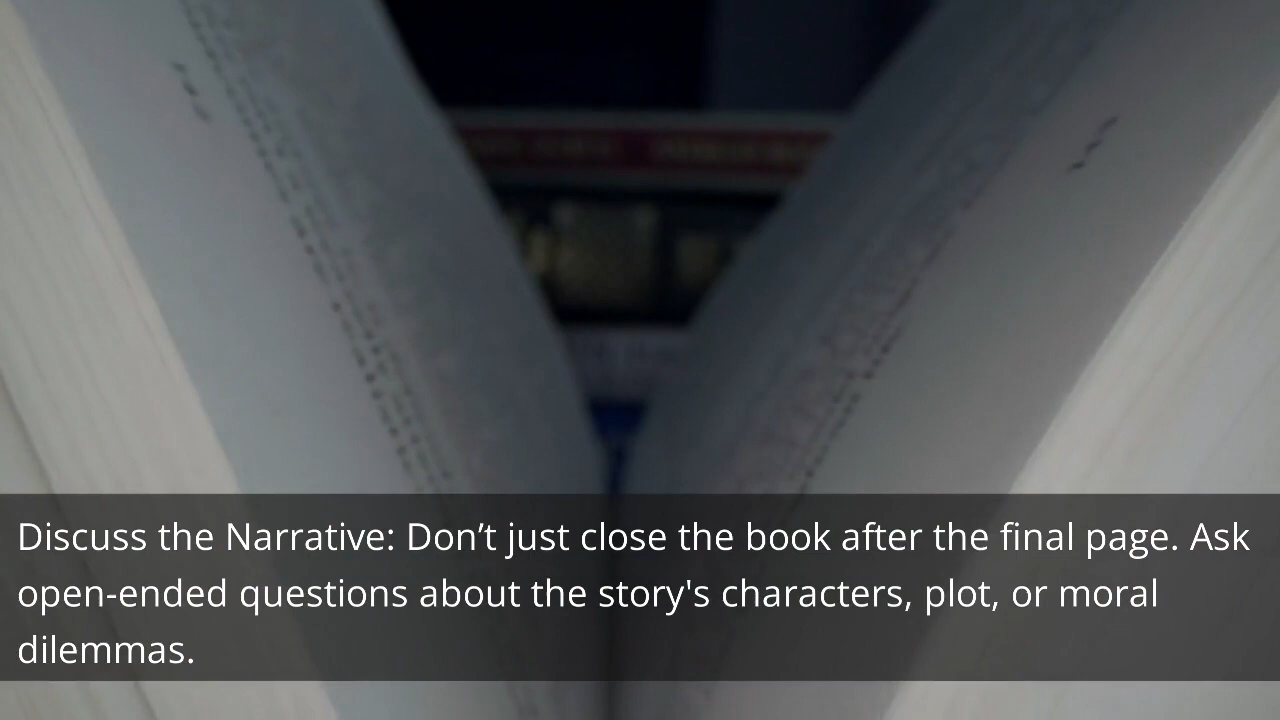 Discuss the Narrative: Don’t just close the book after the final page. Ask
open-ended questions about the story's characters, plot, or moral
dilemmas.